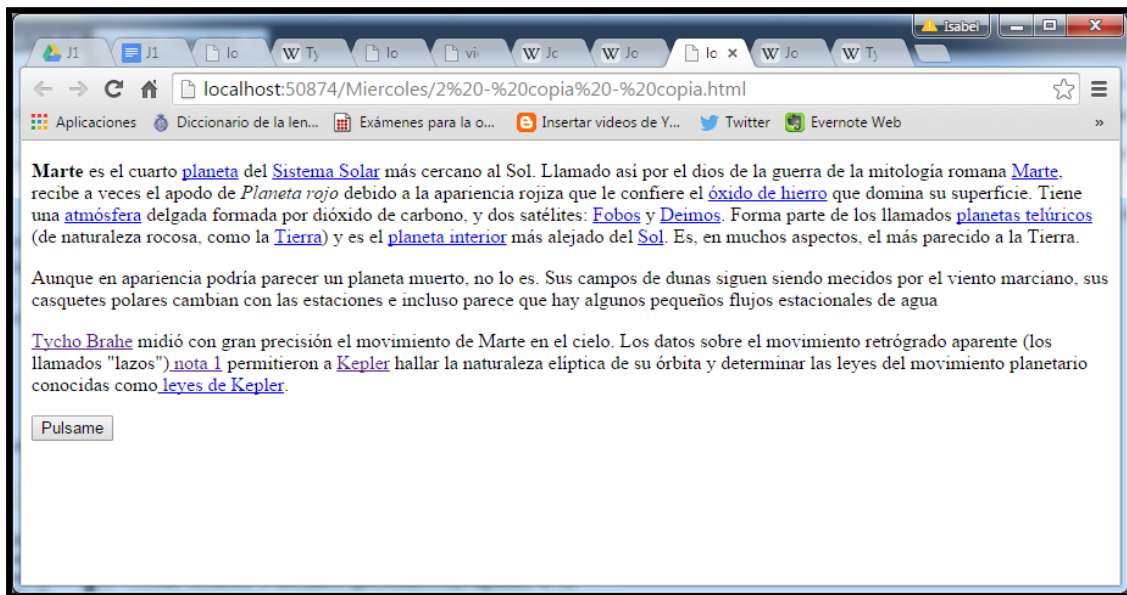 Isabel
J1 J1 lo Ty lo vi Jo Jo lo Jo Ty
localhost:50874/Miercoles/2%20-%20copia%20-%20copia.html
Aplicaciones Diccionario de la len... Exámenes para la o... Insertar videos de Y... Twitter Evernote Web »
Marte es el cuarto planeta del Sistema Solar más cercano al Sol. Llamado así por el dios de la guerra de la mitología romana Marte,
recibe a veces el apodo de Planeta rojo debido a la apariencia rojiza que le confiere el óxido de hierro que domina su superficie. Tiene
una atmósfera delgada formada por dióxido de carbono, y dos satélites: Fobos y Deimos. Forma parte de los llamados planetas telúricos
(de naturaleza rocosa, como la Tierra) y es el planeta interior más alejado del Sol. Es, en muchos aspectos, el más parecido a la Tierra.
Aunque en apariencia podría parecer un planeta muerto, no lo es. Sus campos de dunas siguen siendo mecidos por el viento marciano, sus
casquetes polares cambian con las estaciones e incluso parece que hay algunos pequeños flujos estacionales de agua
Tycho Brahe midió con gran precisión el movimiento de Marte en el cielo. Los datos sobre el movimiento retrógrado aparente (los
llamados "lazos") nota 1 permitieron a Kepler hallar la naturaleza elíptica de su órbita y determinar las leyes del movimiento planetario
conocidas como leyes de Kepler.
Pulsame